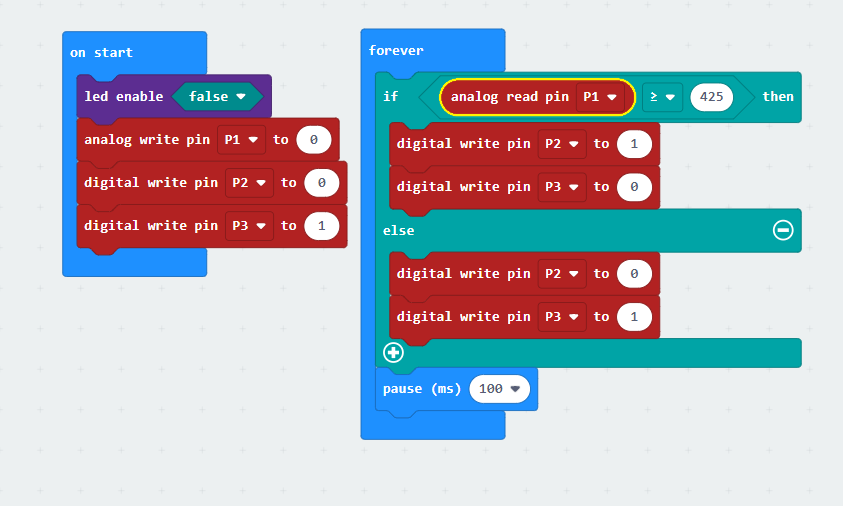 on start
led enable false
analog write pin P1 to 0
digital write pin P2 to 0
digital write pin P3 to 1
forever
if analog read pin P1 ≥ 425 then
digital write pin P2 to 1
digital write pin P3 to 0
else
digital write pin P2 to 0
digital write pin P3 to 1
pause (ms) 100